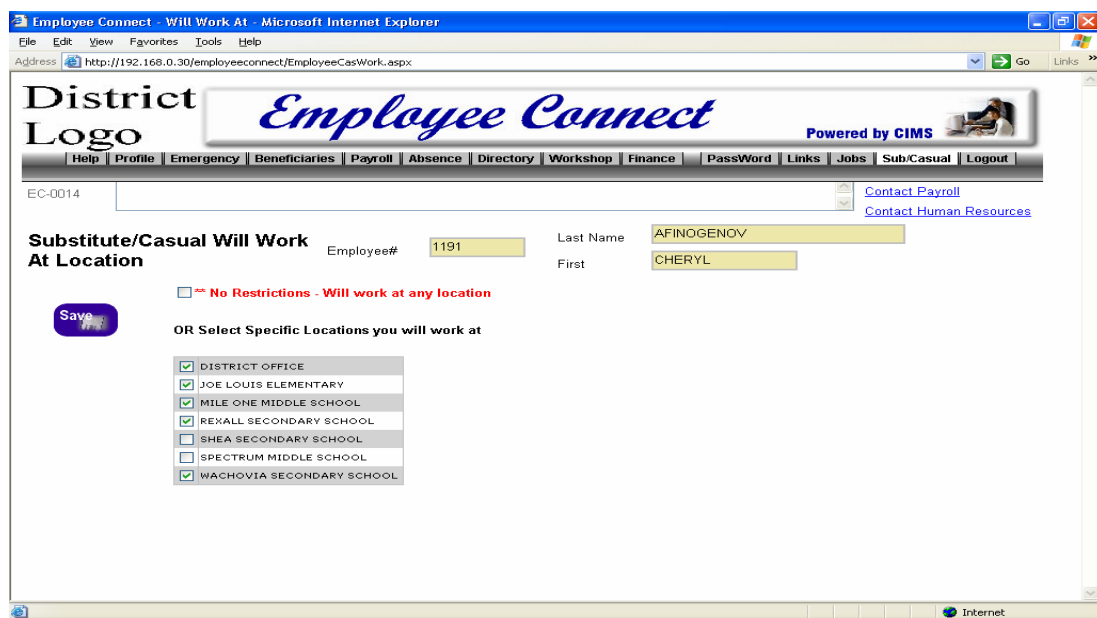 Employee Connect - Will Work At - Microsoft Internet Explorer
File Edit View Favorites Tools Help
Address http://192.168.0.30/employeeconnect/EmployeeCasWork.aspx Go Links »
District
Logo
Employee Connect
Powered by CIMS
Help Profile Emergency Beneficiaries Payroll Absence Directory Workshop Finance PassWord Links Jobs Sub/Casual Logout
EC-0014
Contact Payroll
Contact Human Resources
Substitute/Casual Will Work
At Location
Employee# 1191
Last Name AFINOGENOV
First CHERYL
** No Restrictions - Will work at any location
Save
OR Select Specific Locations you will work at
DISTRICT OFFICE
JOE LOUIS ELEMENTARY
MILE ONE MIDDLE SCHOOL
REXALL SECONDARY SCHOOL
SHEA SECONDARY SCHOOL
SPECTRUM MIDDLE SCHOOL
WACHOVIA SECONDARY SCHOOL
Internet